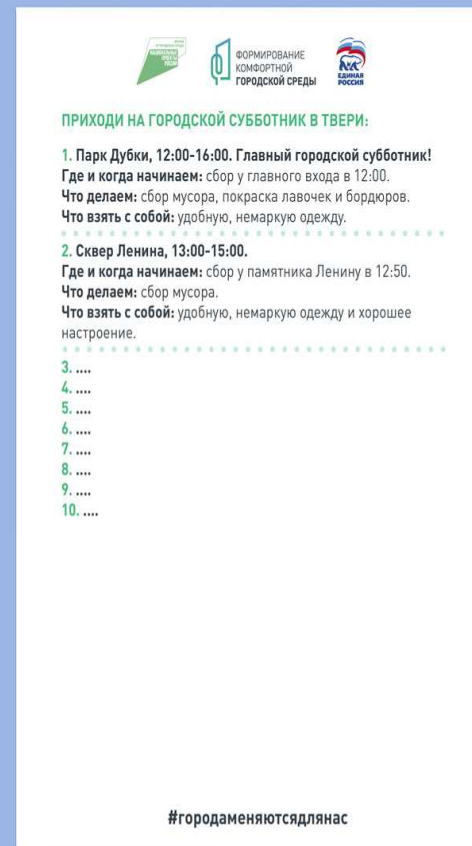 НАЦИОНАЛЬНЫЕ
ПРОЕКТЫ
РОССИИ
ФОРМИРОВАНИЕ
КОМФОРТНОЙ
ГОРОДСКОЙ СРЕДЫ
ЕДИНАЯ
РОССИЯ
ПРИХОДИ НА ГОРОДСКОЙ СУББОТНИК В ТВЕРИ:
1. Парк Дубки, 12:00-16:00. Главный городской субботник!
Где и когда начинаем: сбор у главного входа в 12:00.
Что делаем: сбор мусора, покраска лавочек и бордюров.
Что взять с собой: удобную, немаркую одежду.
2. Сквер Ленина, 13:00-15:00.
Где и когда начинаем: сбор у памятника Ленину в 12:50.
Что делаем: сбор мусора.
Что взять с собой: удобную, немаркую одежду и хорошее
настроение.
3. ....
4. ....
5. ....
6. ....
7. ....
8. ....
9. ....
10. ....
#городаменяютсядлянас